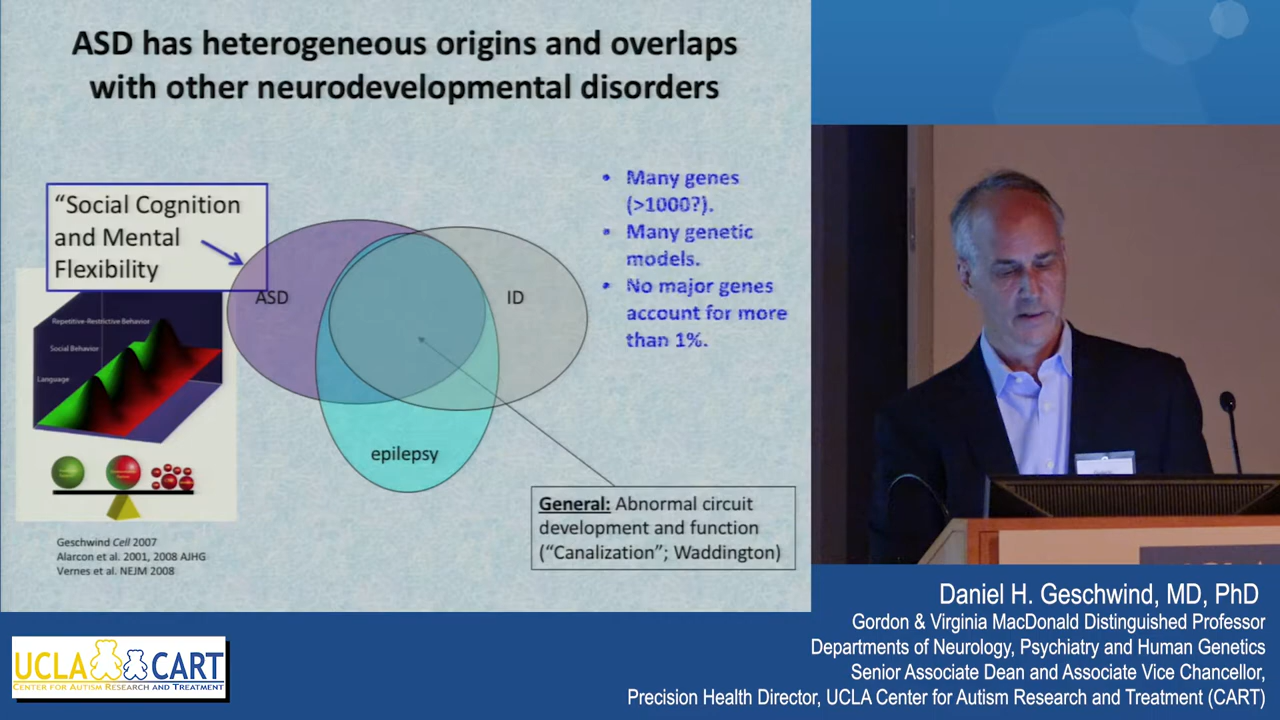 ASD has heterogeneous origins and overlaps
with other neurodevelopmental disorders
“Social Cognition
and Mental
Flexibility
ASD
ID
epilepsy
• Many genes
(>1000?).
• Many genetic
models.
• No major genes
account for more
than 1%.
Repetitive-Restrictive Behavior
Social Behavior
Language
General: Abnormal circuit
development and function
(“Canalization”; Waddington)
Geschwind Cell 2007
Alarcon et al. 2001, 2008 AJHG
Vernes et al. NEJM 2008
Daniel H. Geschwind, MD, PhD
Gordon & Virginia MacDonald Distinguished Professor
Departments of Neurology, Psychiatry and Human Genetics
Senior Associate Dean and Associate Vice Chancellor,
Precision Health Director, UCLA Center for Autism Research and Treatment (CART)
UCLA CART
CENTER FOR AUTISM RESEARCH AND TREATMENT